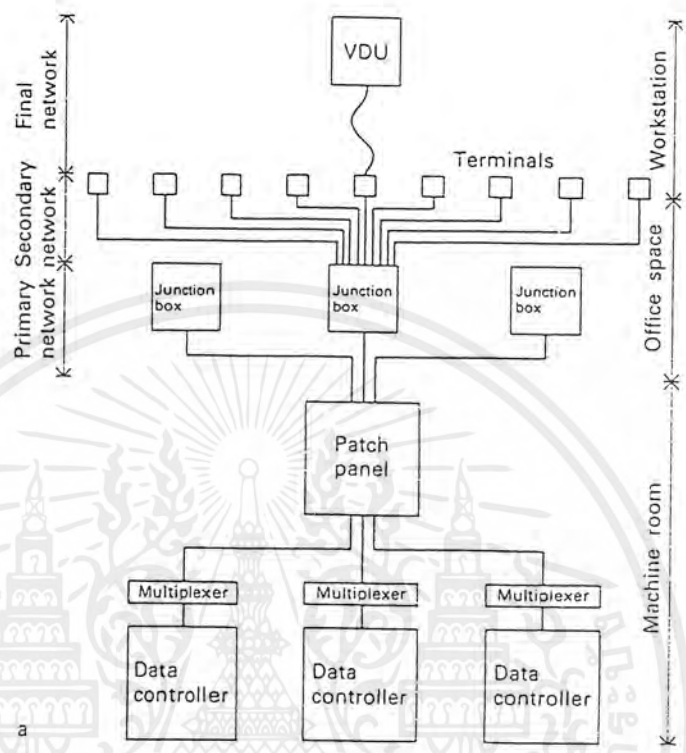 VDU
Final
network
Workstation
Terminals
Secondary
network
Primary
network
Junction
box
Junction
box
Junction
box
Office space
Patch
panel
Machine room
Multiplexer
Multiplexer
Multiplexer
Data
controller
Data
controller
Data
controller
a